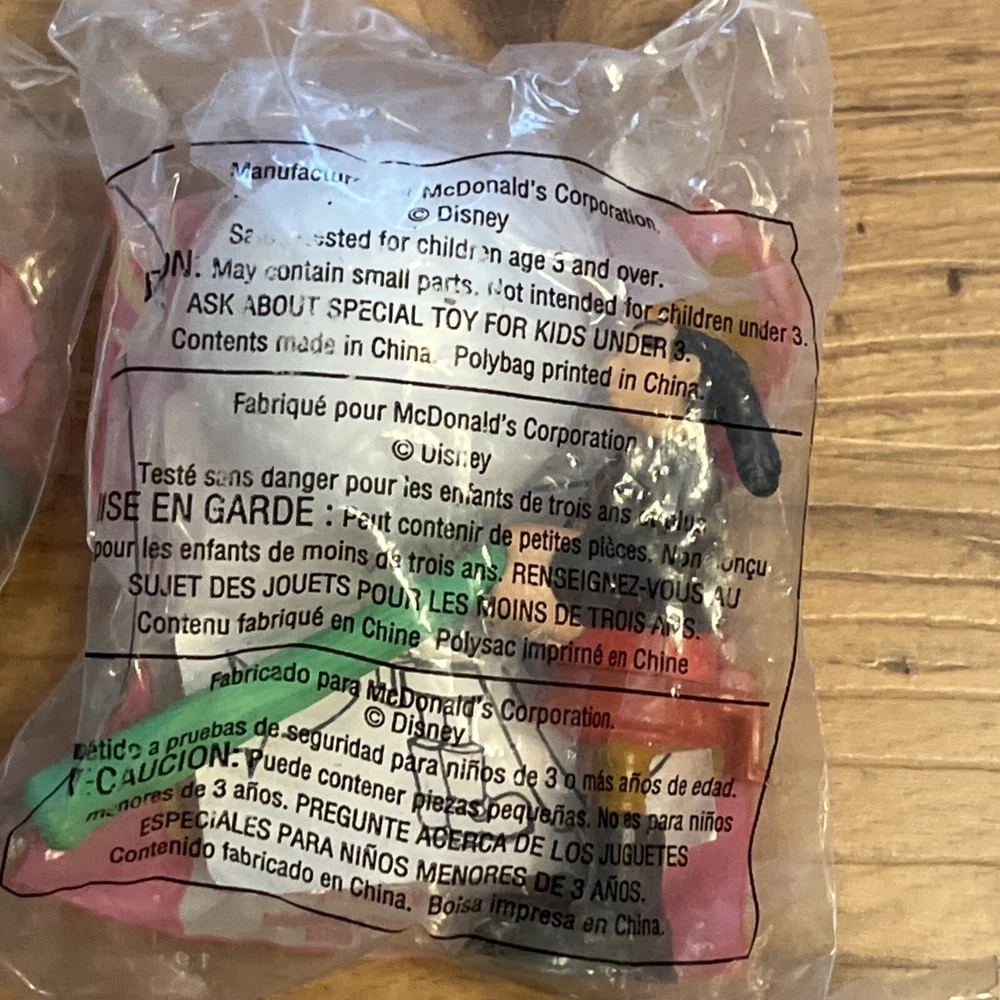 McDonald's Corporation
© Disney
for children age 3 and over.
May contain small parts. Not intended for children under 3.
ASK ABOUT SPECIAL TOY FOR KIDS UNDER 3.
Contents made in China. Polybag printed in China.
Fabriqué pour McDonald's Corporation
© Disney
Testé sans danger pour les enfants de trois ans
EN GARDE : Peut contenir de petites pièces. Non
pour les enfants de moins de trois ans. RENSEIGNEZ-VOUS AU
SUJET DES JOUETS POUR LES MOINS DE TROIS ANS.
Contenu fabriqué en Chine Polysac imprimé en Chine
Fabricado para McDonald's Corporation.
© Disney
a pruebas de seguridad para niños de 3 o más años de edad.
CAUCION: Puede contener piezas pequeñas. No es para niños
menores de 3 años. PREGUNTE ACERCA DE LOS JUGUETES
ESPECIALES PARA NIÑOS MENORES DE 3 AÑOS.
Contenido fabricado en China. Bolsa impresa en China.